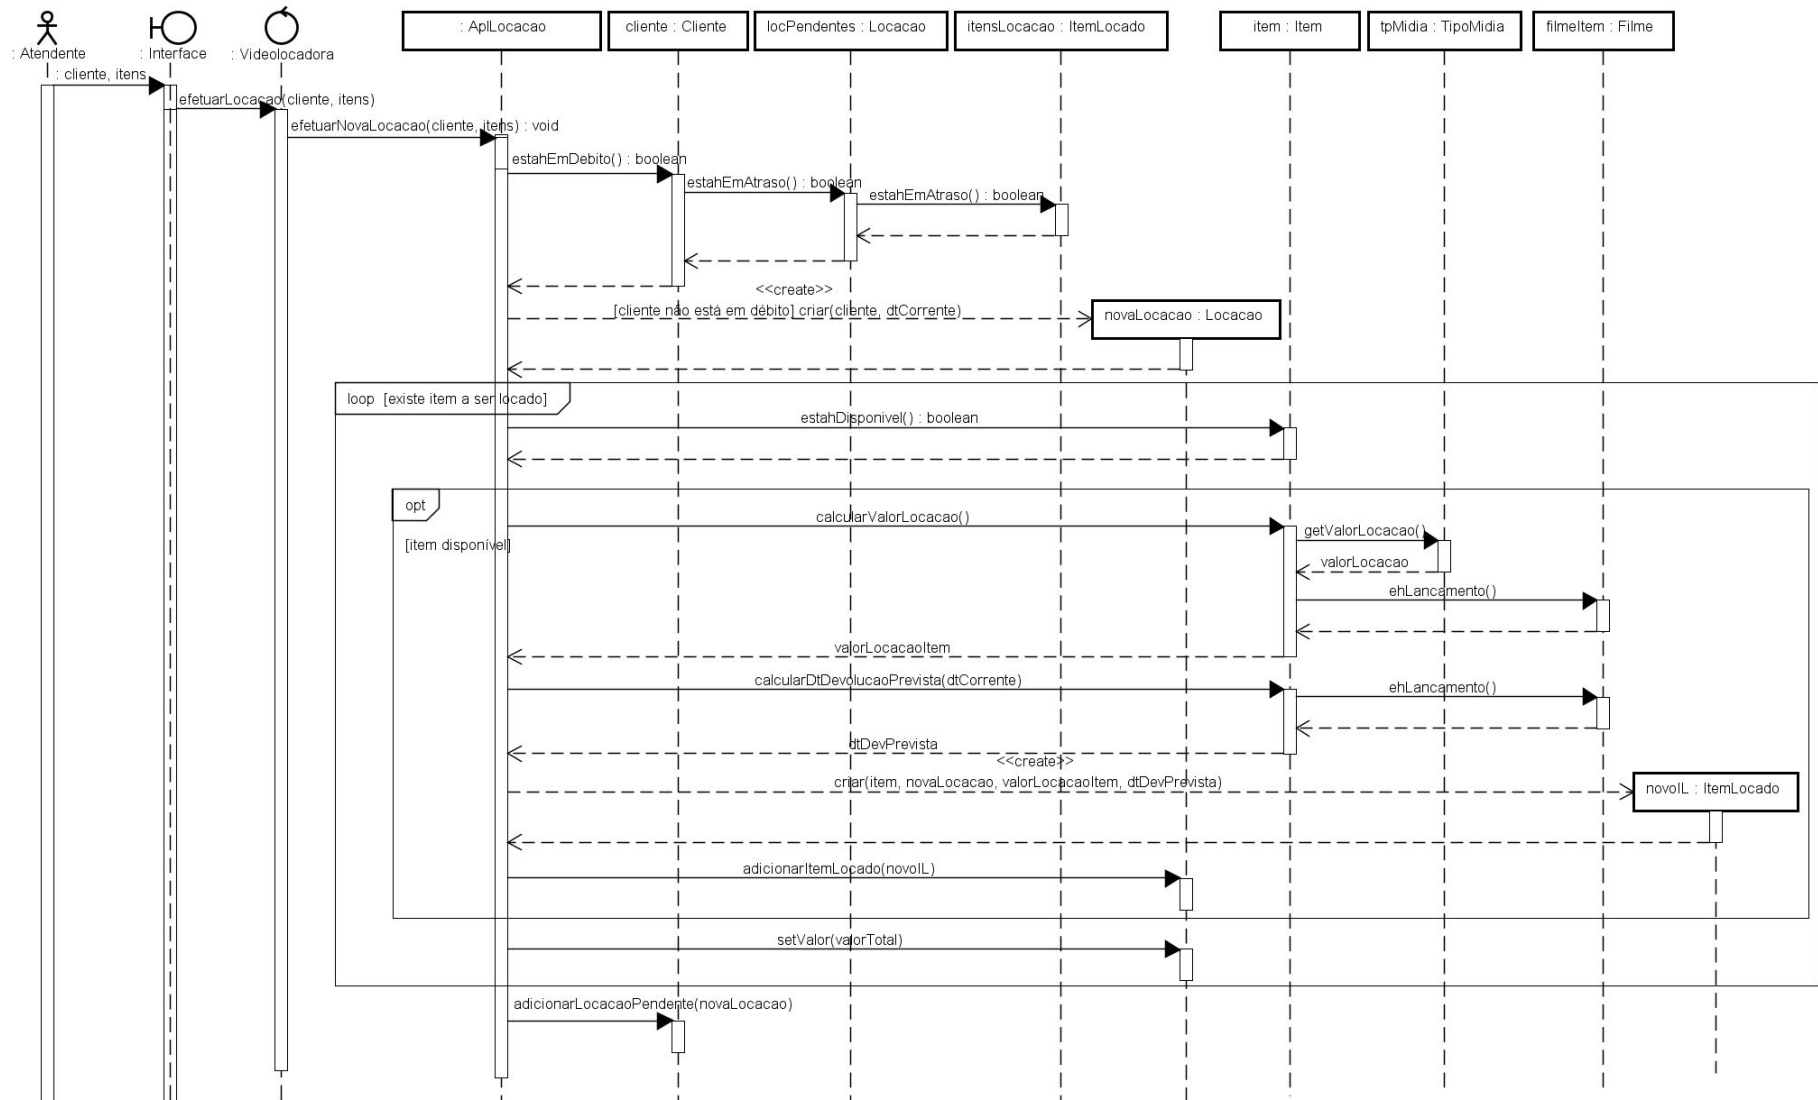 : AplLocacao
cliente : Cliente
locPendentes : Locacao
itensLocacao : ItemLocado
item : Item
tpMidia : TipoMidia
filmeItem : Filme
: Atendente
: Interface
: Videolocadora
: cliente, itens
efetuarLocacao(cliente, itens)
efetuarNovaLocacao(cliente, itens) : void
estahEmDebito() : boolean
estahEmAtraso() : boolean
estahEmAtraso() : boolean
<<create>>
[cliente não está em débito] criar(cliente, dtCorrente)
novaLocacao : Locacao
loop [existe item a ser locado]
estahDisponivel() : boolean
opt
calcularValorLocacao()
getValorLocacao()
[item disponível]
valorLocacao
ehLancamento()
valorLocacaoItem
calcularDtDevolucaoPrevista(dtCorrente)
ehLancamento()
dtDevPrevista
<<create>>
criar(item, novaLocacao, valorLocacaoItem, dtDevPrevista)
novoIL : ItemLocado
adicionarItemLocado(novoIL)
setValor(valorTotal)
adicionarLocacaoPendente(novaLocacao)